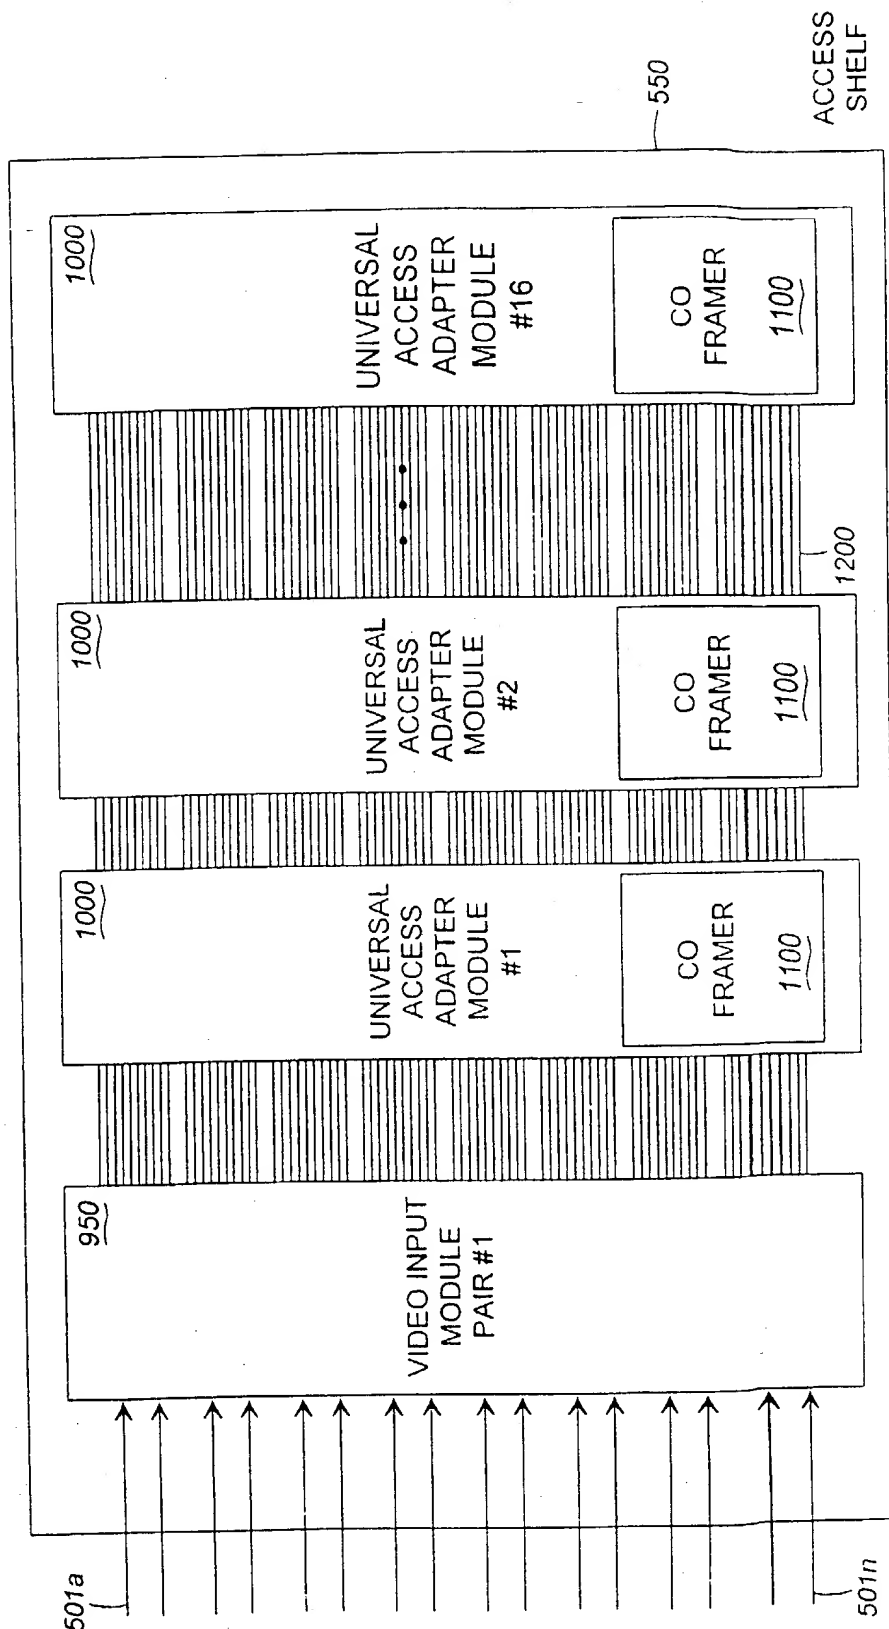 501a
501n
950
VIDEO INPUT
MODULE
PAIR #1
1000
UNIVERSAL
ACCESS
ADAPTER
MODULE
#1
CO
FRAMER
1100
1000
UNIVERSAL
ACCESS
ADAPTER
MODULE
#2
CO
FRAMER
1100
1200
1000
UNIVERSAL
ACCESS
ADAPTER
MODULE
#16
CO
FRAMER
1100
550
ACCESS
SHELF